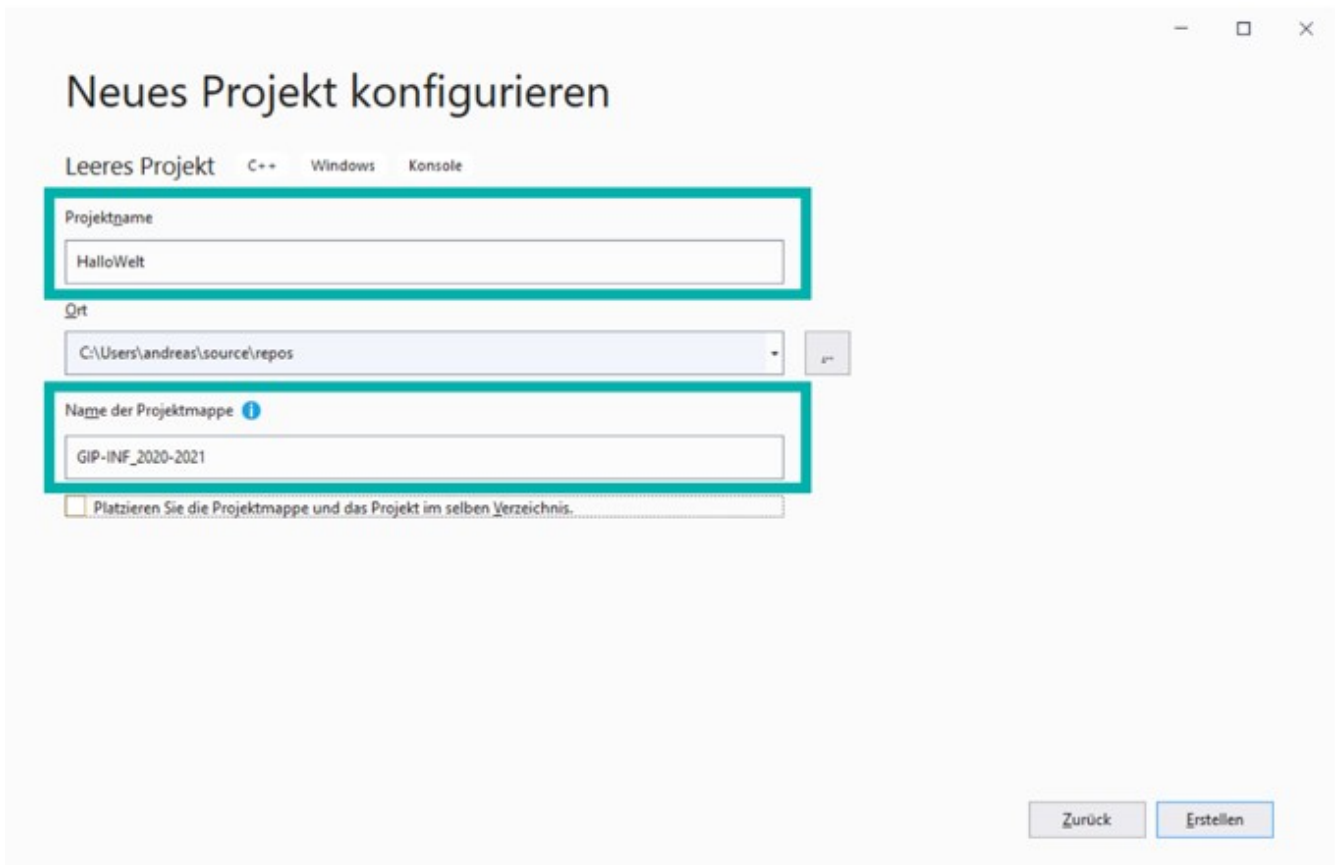 Neues Projekt konfigurieren
Leeres Projekt C++ Windows Konsole
Projektname
HalloWelt
Ort
C:\Users\andreas\source\repos
...
Name der Projektmappe i
GIP-INF_2020-2021
Platzieren Sie die Projektmappe und das Projekt im selben Verzeichnis.
Zurück Erstellen